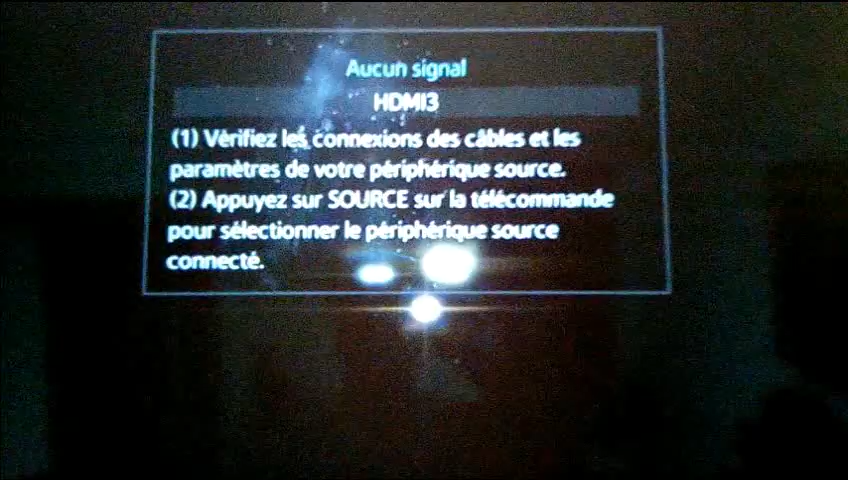 Aucun signal
HDMI3
(1) Vérifiez les connexions des câbles et les
paramètres de votre périphérique source.
(2) Appuyez sur SOURCE sur la télécommande
pour sélectionner le périphérique source
connecté.